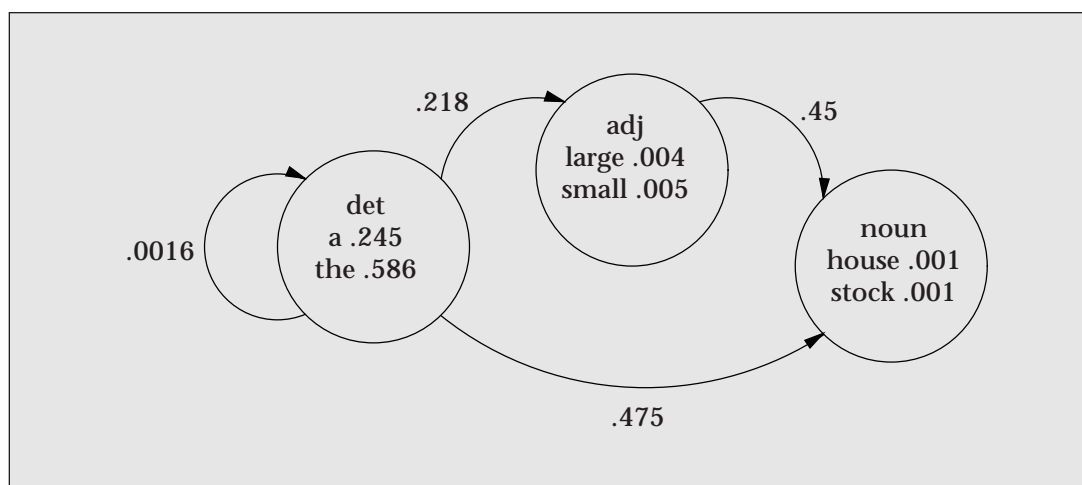 .218
.45
adj
large .004
small .005
det
a .245
the .586
.0016
noun
house .001
stock .001
.475